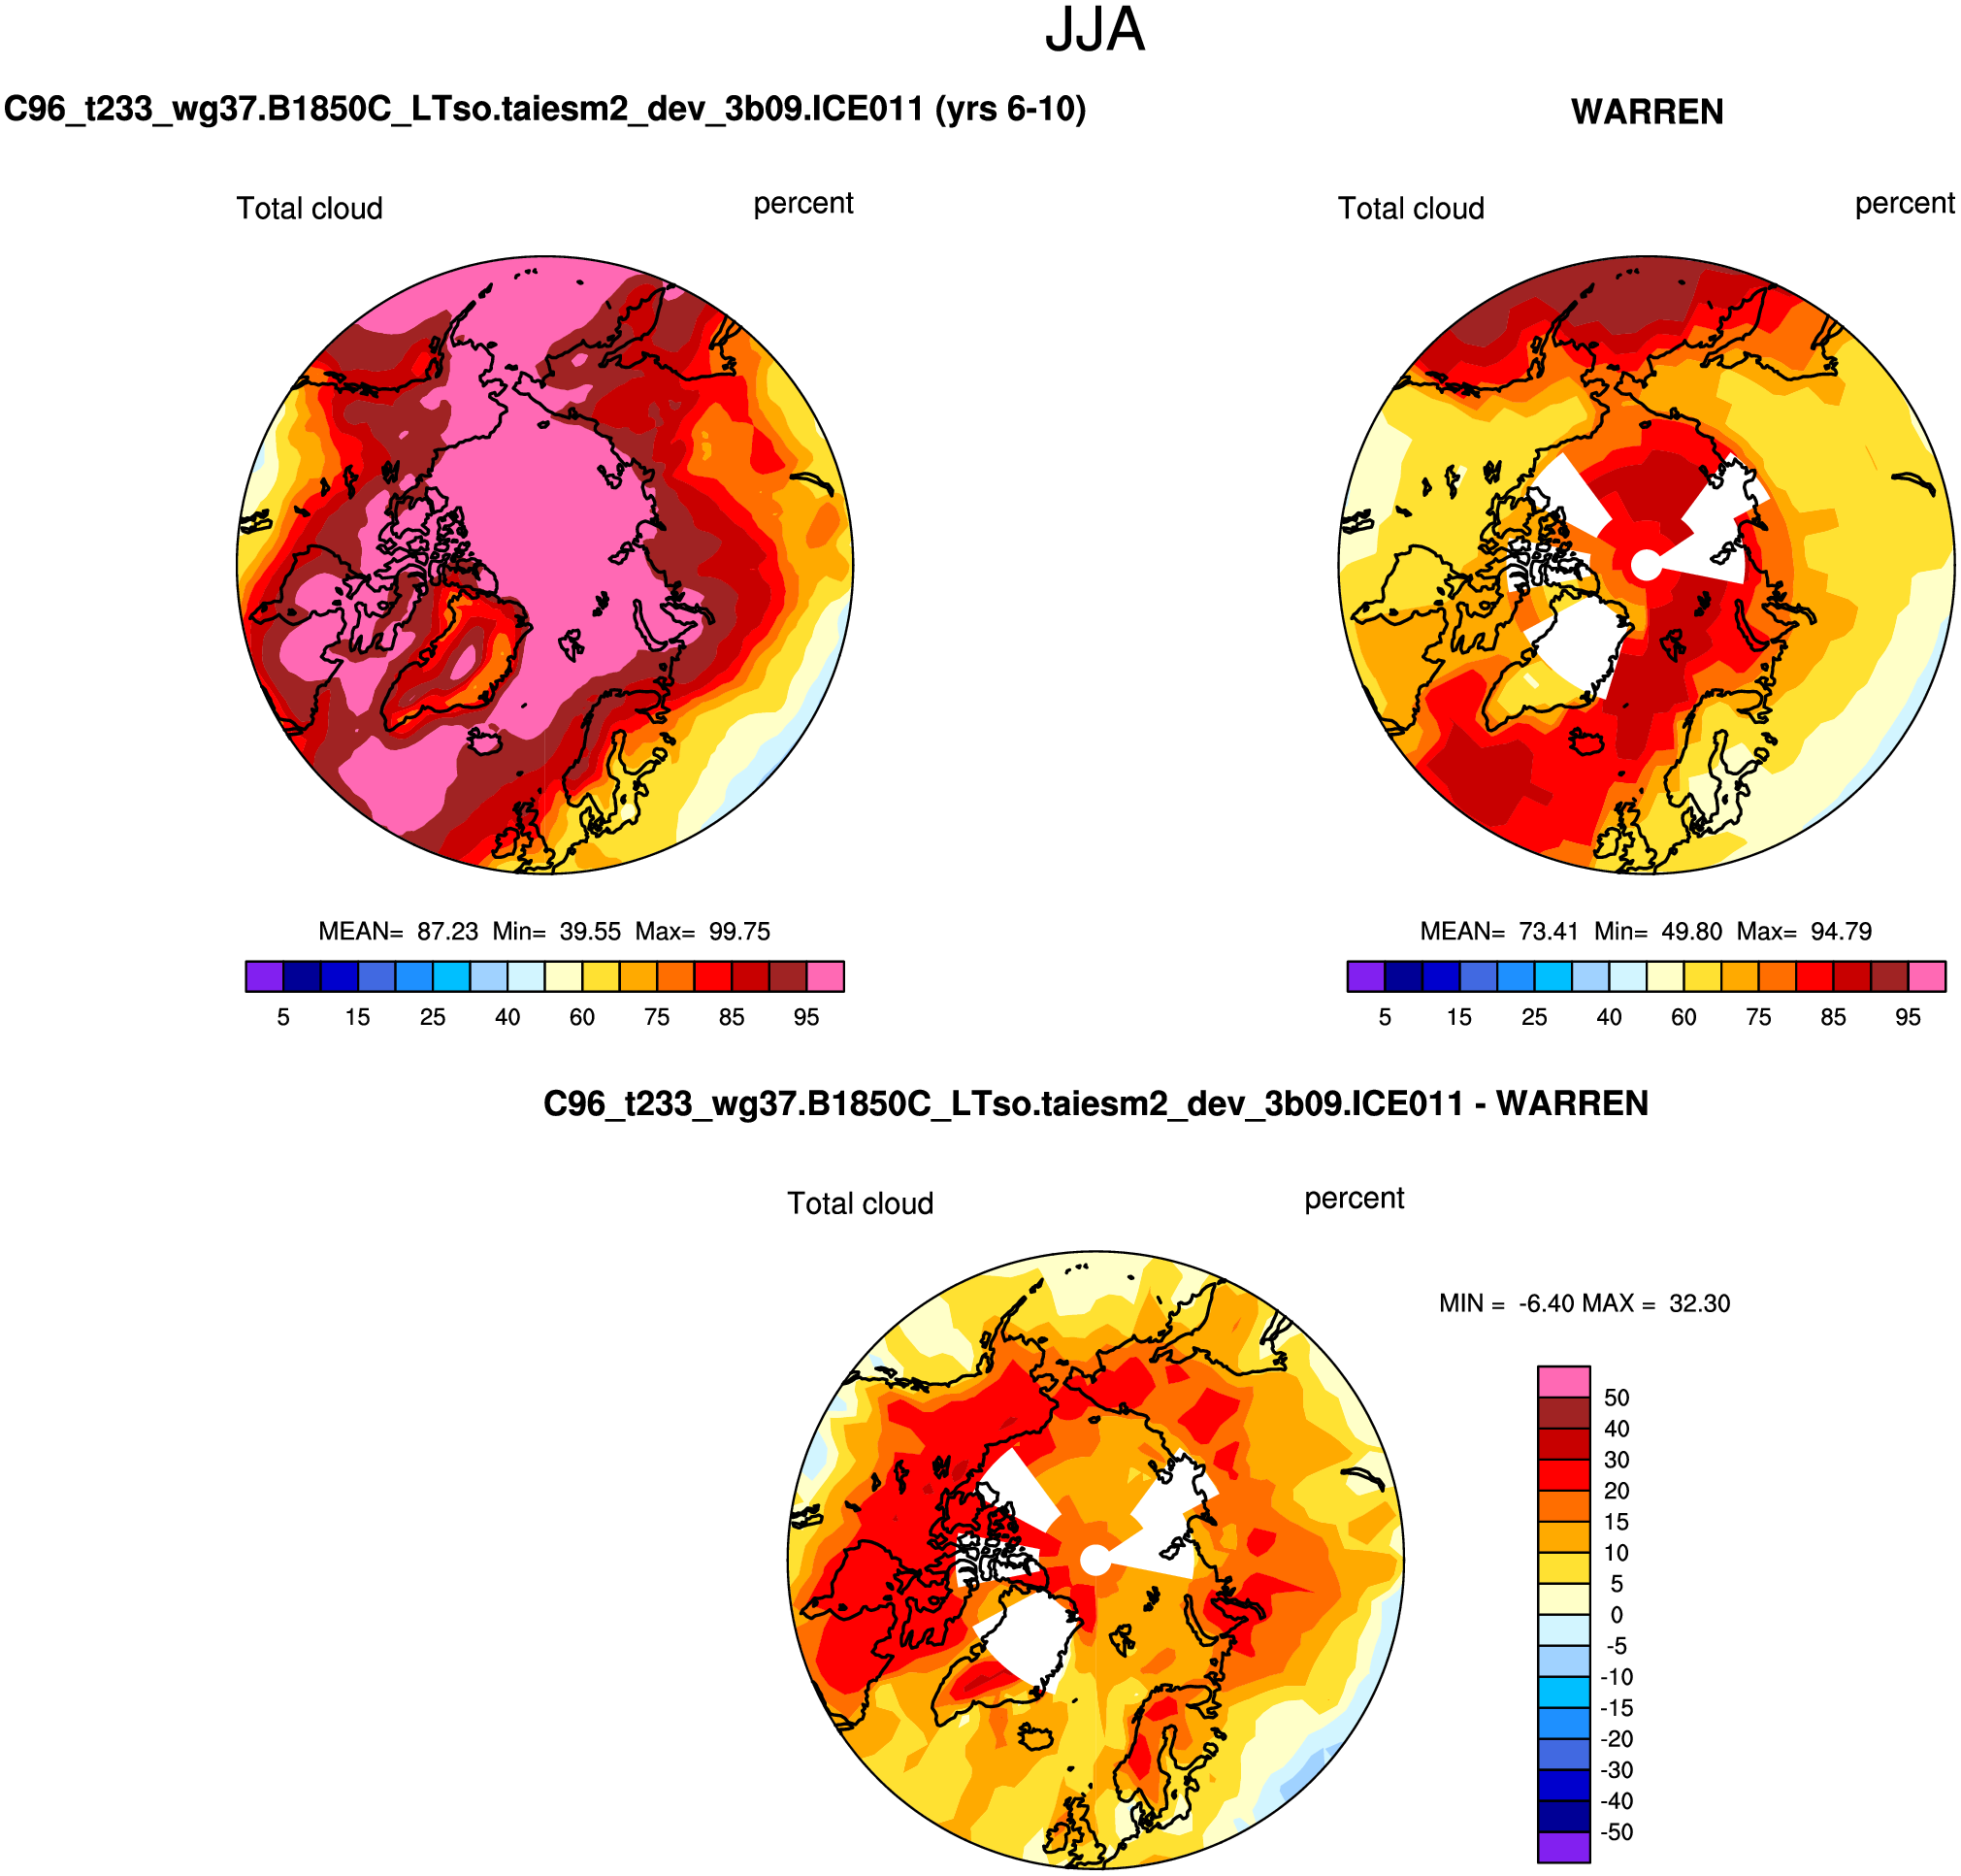 JJA
C96_t233_wg37.B1850C_LTso.taiesm2_dev_3b09.ICE011 (yrs 6-10)
WARREN
Total cloud percent
Total cloud percent
MEAN= 87.23 Min= 39.55 Max= 99.75
5 15 25 40 60 75 85 95
MEAN= 73.41 Min= 49.80 Max= 94.79
5 15 25 40 60 75 85 95
C96_t233_wg37.B1850C_LTso.taiesm2_dev_3b09.ICE011 - WARREN
Total cloud percent
MIN = -6.40 MAX = 32.30
50
40
30
20
15
10
5
0
-5
-10
-15
-20
-30
-40
-50